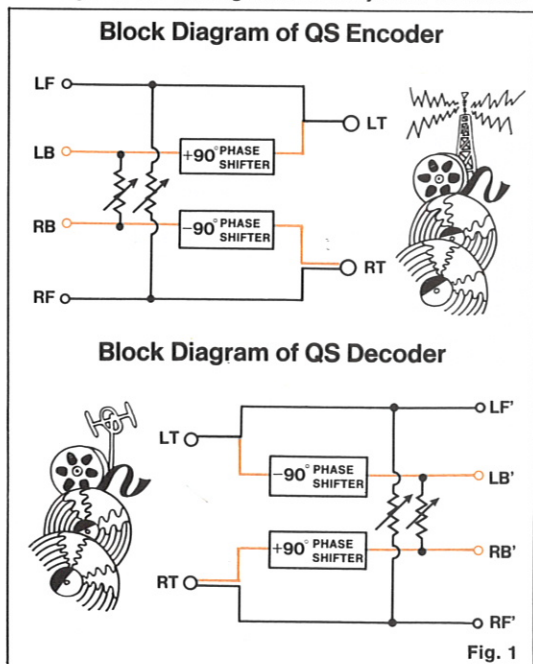 Block Diagram of QS Encoder
LF
LT
LB
+90° PHASE SHIFTER
RB
−90° PHASE SHIFTER
RT
RF
Block Diagram of QS Decoder
LF'
LT
LB'
−90° PHASE SHIFTER
+90° PHASE SHIFTER
RB'
RT
RF'
Fig. 1